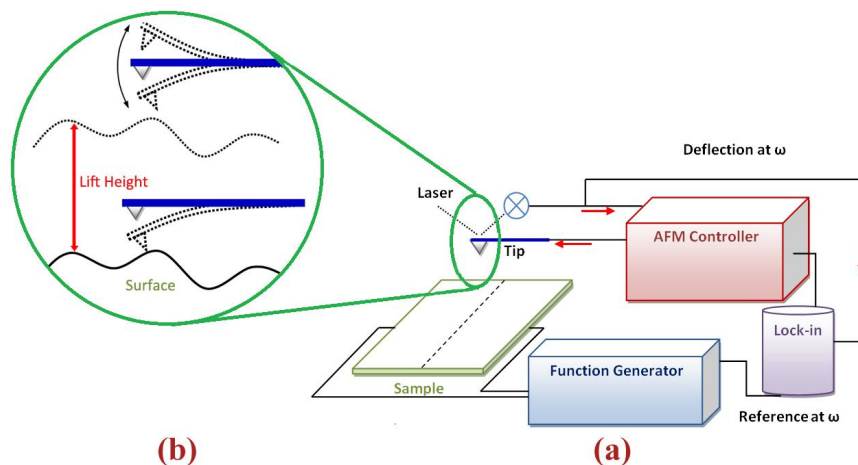 Deflection at ω
Lift Height
Laser
AFM Controller
Tip
Surface
Lock-in
Function Generator
Sample
Reference at ω
(b)
(a)